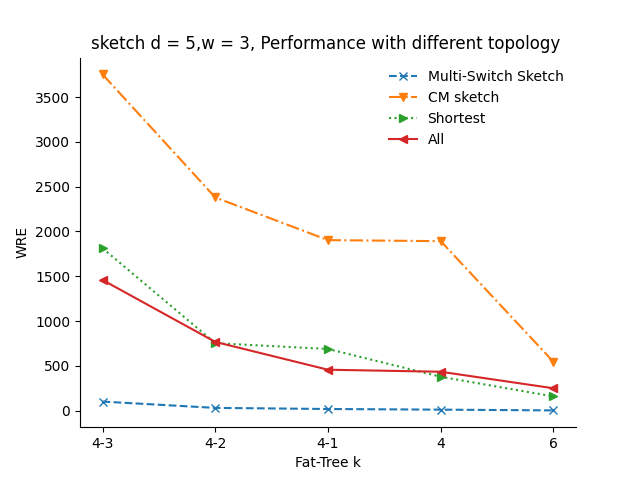 sketch d = 5,w = 3, Performance with different topology
Multi-Switch Sketch
CM sketch
Shortest
All
WRE
3500
3000
2500
2000
1500
1000
500
0
4-3 4-2 4-1 4 6
Fat-Tree k